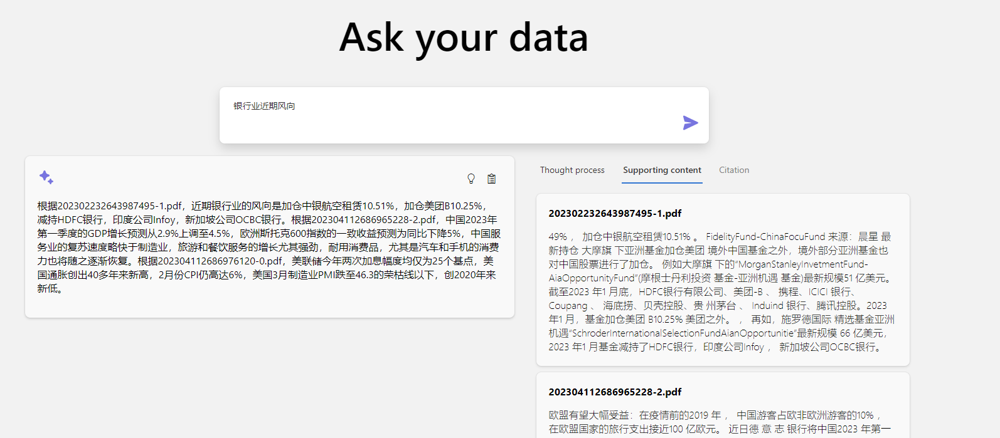 Ask your data
银行业近期风向
根据202302232643987495-1.pdf，近期银行业的风向是加仓中银航空租赁10.51%，加仓美团B10.25%，
减持HDFC银行，印度公司Infoy，新加坡公司OCBC银行。根据202304112686965228-2.pdf，中国2023年
第一季度的GDP增长预测从2.9%上调至4.5%，欧洲斯托克600指数的一致收益预测为同比下降5%，中国服
务业的复苏速度略快于制造业，旅游和餐饮服务的增长尤其强劲，耐用消费品，尤其是汽车和手机的消费
力也将随之逐渐恢复。根据202304112686976120-0.pdf，美联储今年两次加息幅度均仅为25个基点，美
国通胀创出40多年来新高，2月份CPI仍高达6%，美国3月制造业PMI跌至46.3的荣枯线以下，创2020年来
新低。
Thought process Supporting content Citation
202302232643987495-1.pdf
49% ， 加仓中银航空租赁10.51% 。 FidelityFund-ChinaFocuFund 来源：晨星 最
新持仓 大摩旗 下亚洲基金加仓美团 境外中国基金之外，境外部分亚洲基金也
对中国股票进行了加仓。 例如大摩旗 下的“MorganStanleyInvetmentFund-
AiaOpportunityFund”(摩根士丹利投资 基金-亚洲机遇 基金)最新规模51 亿美元。
截至2023 年1 月底，HDFC银行有限公司、美团-B 、 携程、ICICI 银行、
Coupang 、 海底捞、贝壳控股、贵 州茅台 、 Induind 银行、腾讯控股。2023
年1 月，基金加仓美团 B10.25% 美团之外。 ， 再如，施罗德国际 精选基金亚洲
机遇“SchroderInternationalSelectionFundAianOpportunitie”最新规模 66 亿美元，
2023 年1 月基金减持了HDFC银行，印度公司Infoy ， 新加坡公司OCBC银行。
202304112686965228-2.pdf
欧盟有望大幅受益：在疫情前的2019 年 ， 中国游客占欧非欧洲游客的10% ，
在欧盟国家的旅行支出接近100 亿欧元。 近日德 意 志 银行将中国2023 年第一